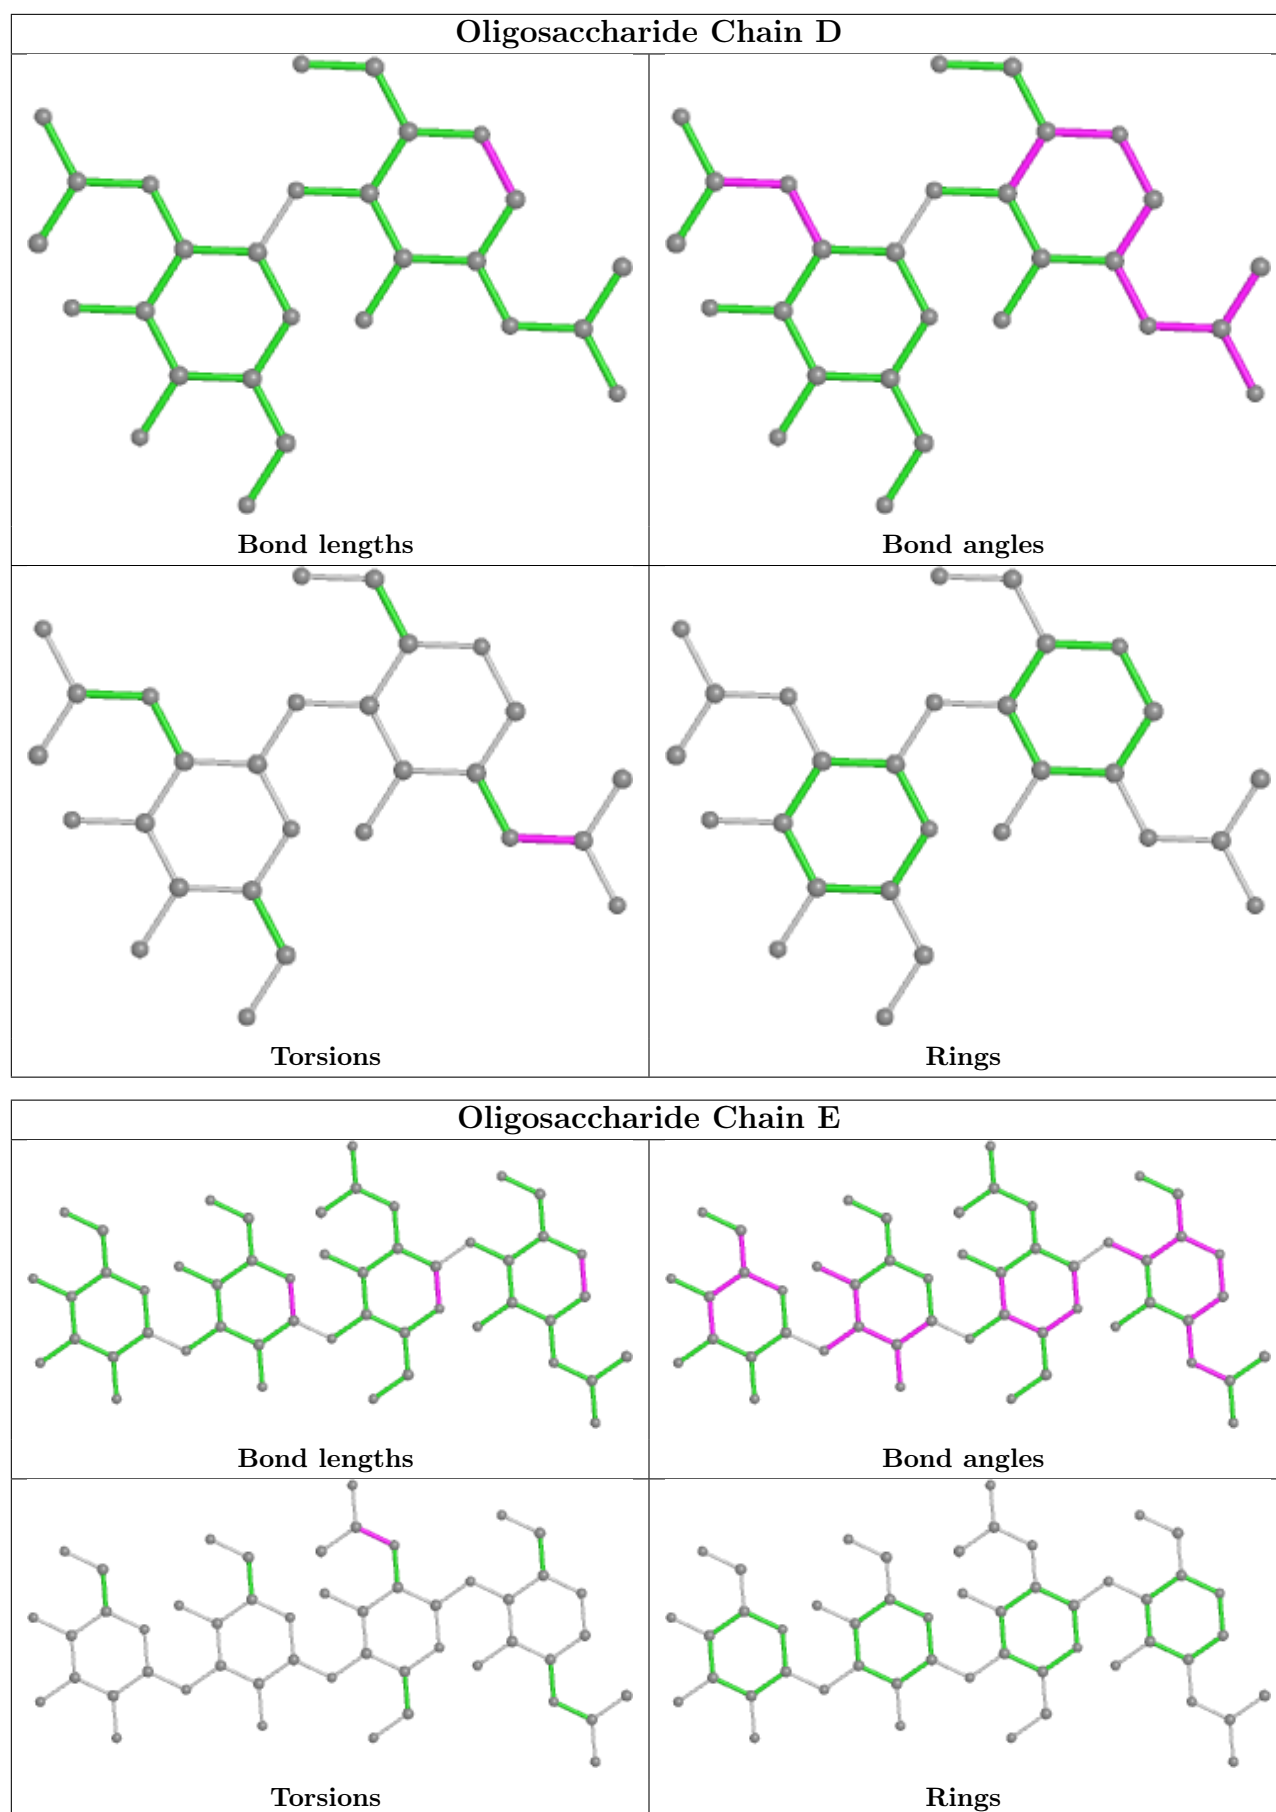 Oligosaccharide Chain D
Bond lengths
Bond angles
Torsions
Rings
Oligosaccharide Chain E
Bond lengths
Bond angles
Torsions
Rings